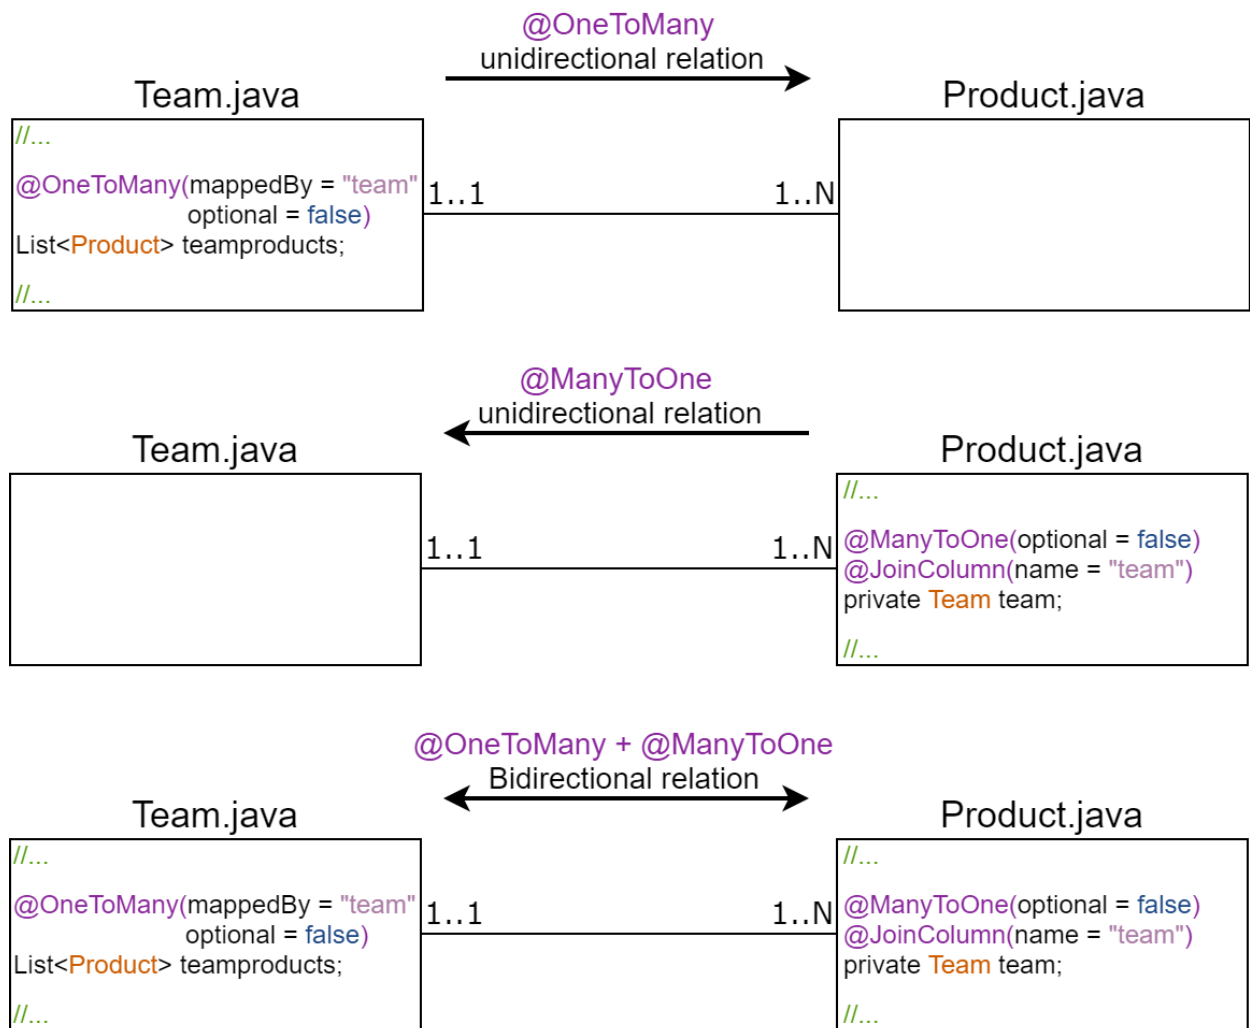 @OneToMany
unidirectional relation
Team.java
Product.java
//...
@OneToMany(mappedBy = "team"
optional = false)
List<Product> teamproducts;
//...
1..1
1..N
@ManyToOne
unidirectional relation
Team.java
Product.java
1..1
1..N
//...
@ManyToOne(optional = false)
@JoinColumn(name = "team")
private Team team;
//...
@OneToMany + @ManyToOne
Bidirectional relation
Team.java
Product.java
//...
@OneToMany(mappedBy = "team"
optional = false)
List<Product> teamproducts;
//...
1..1
1..N
//...
@ManyToOne(optional = false)
@JoinColumn(name = "team")
private Team team;
//...